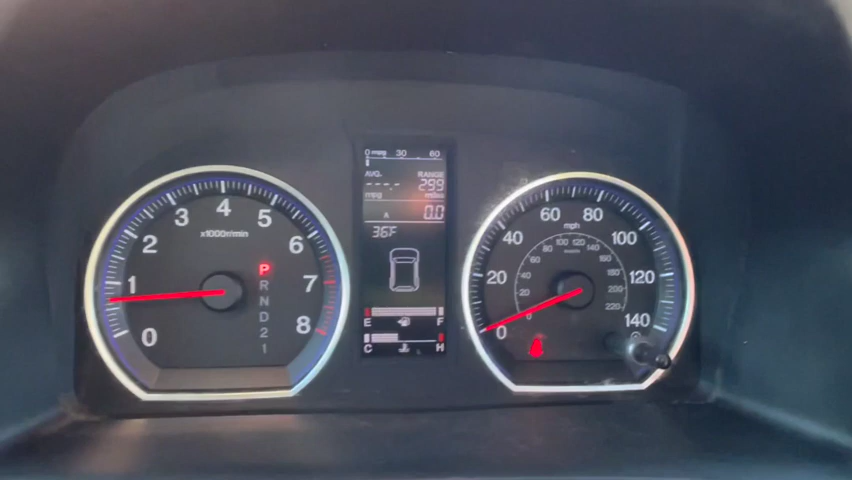 0 1 2 3 4 5 6 7 8
x1000r/min
P
R
N
D
2
1
0 mpg 30 60
AVG. RANGE
--.- 299
mpg miles
A 0.0
36F
E F
C H
0 20 40 60 80 100 120 140
mph
20 40 60 80 100 120 140 160 180 200 220